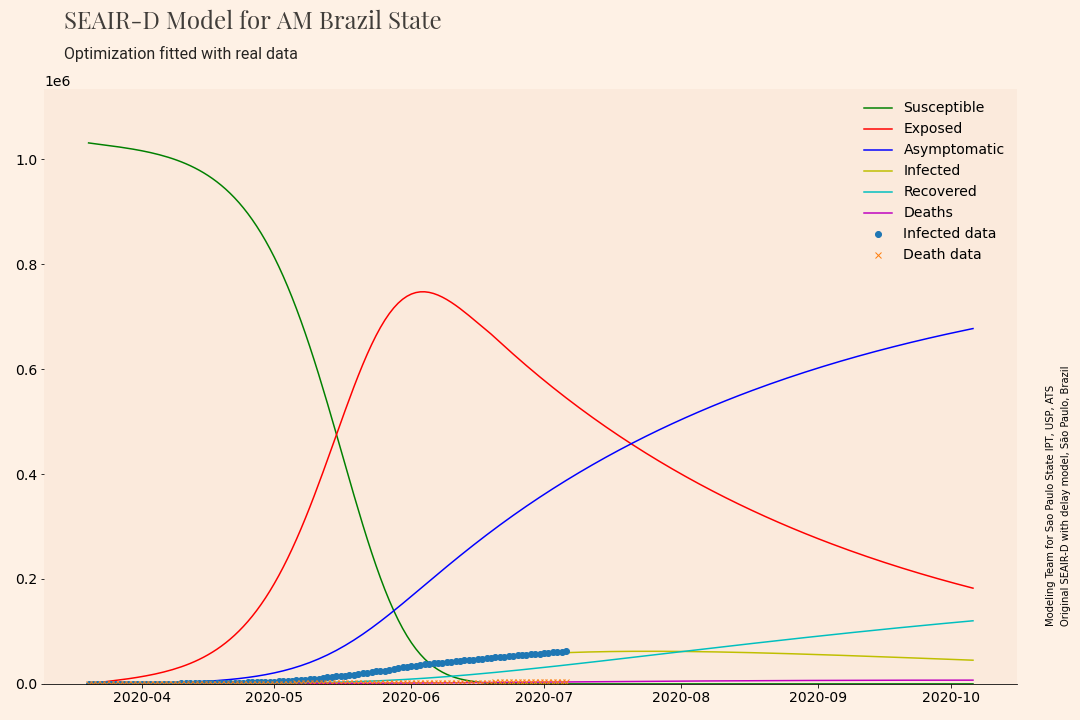 SEAIR-D Model for AM Brazil State
Optimization fitted with real data
1e6
Susceptible
Exposed
Asymptomatic
Infected
Recovered
Deaths
Infected data
Death data
1.0
0.8
0.6
0.4
0.2
0.0
2020-04
2020-05
2020-06
2020-07
2020-08
2020-09
2020-10
Modeling Team for Sao Paulo State IPT, USP, ATS
Original SEAIR-D with delay model, São Paulo, Brazil